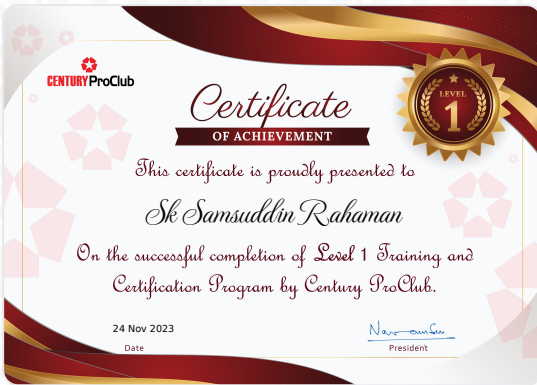 CENTURY ProClub
Certificate
OF ACHIEVEMENT
LEVEL
1
This certificate is proudly presented to
Sk Samsuddin Rahaman
On the successful completion of Level 1 Training and
Certification Program by Century ProClub.
24 Nov 2023
Date
President